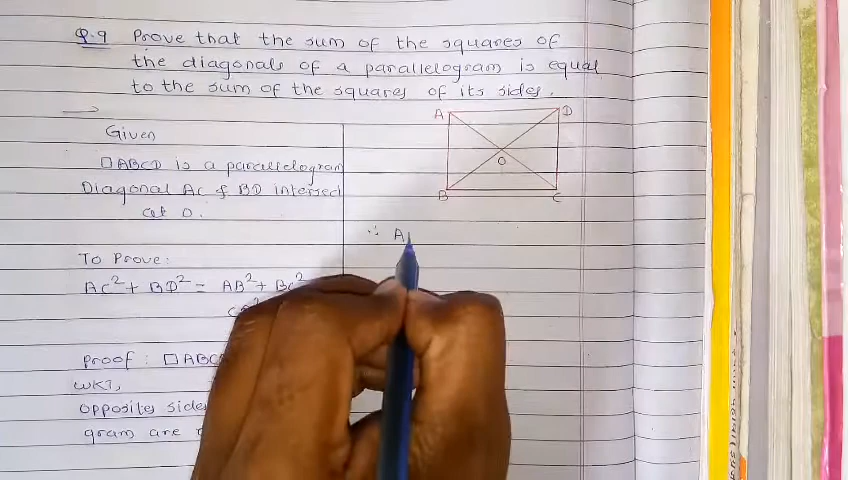 Q.9 Prove that the sum of the squares of
the diagonals of a parallelogram is equal
to the sum of the squares of its sides.
Given
□ABCD is a parallelogram
Diagonal AC & BD intersect
at O.
To Prove:
AC² + BD² = AB² + BC²
Proof : □ABC
WKT,
opposites sides
gram are
A D
O
B C
∴ A